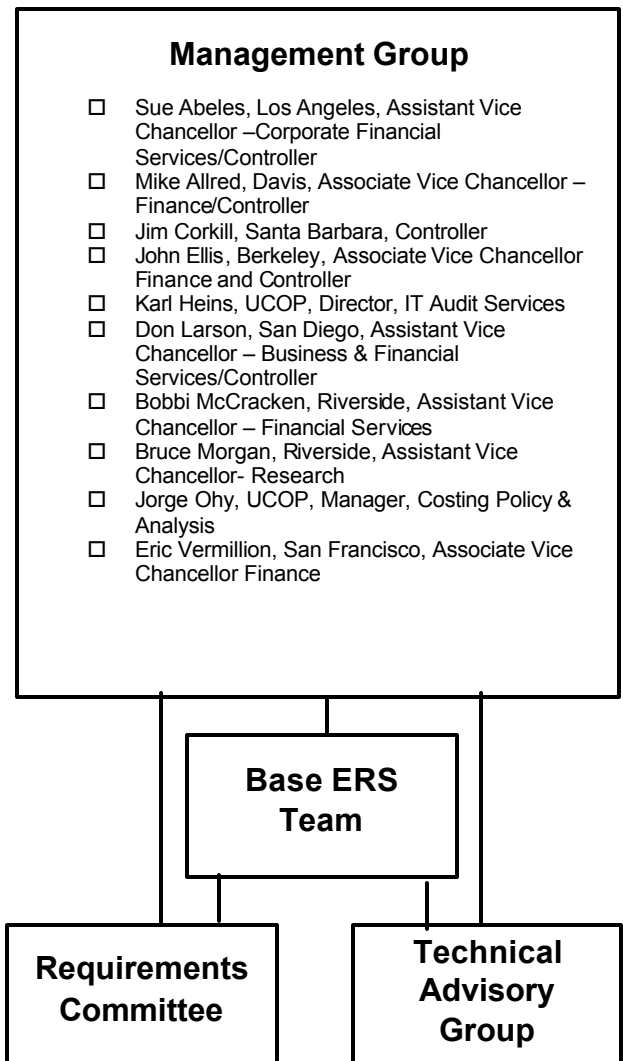 Management Group
□ Sue Abeles, Los Angeles, Assistant Vice
Chancellor –Corporate Financial
Services/Controller
□ Mike Allred, Davis, Associate Vice Chancellor –
Finance/Controller
□ Jim Corkill, Santa Barbara, Controller
□ John Ellis, Berkeley, Associate Vice Chancellor
Finance and Controller
□ Karl Heins, UCOP, Director, IT Audit Services
□ Don Larson, San Diego, Assistant Vice
Chancellor – Business & Financial
Services/Controller
□ Bobbi McCracken, Riverside, Assistant Vice
Chancellor – Financial Services
□ Bruce Morgan, Riverside, Assistant Vice
Chancellor- Research
□ Jorge Ohy, UCOP, Manager, Costing Policy &
Analysis
□ Eric Vermillion, San Francisco, Associate Vice
Chancellor Finance
Base ERS
Team
Requirements
Committee
Technical
Advisory
Group